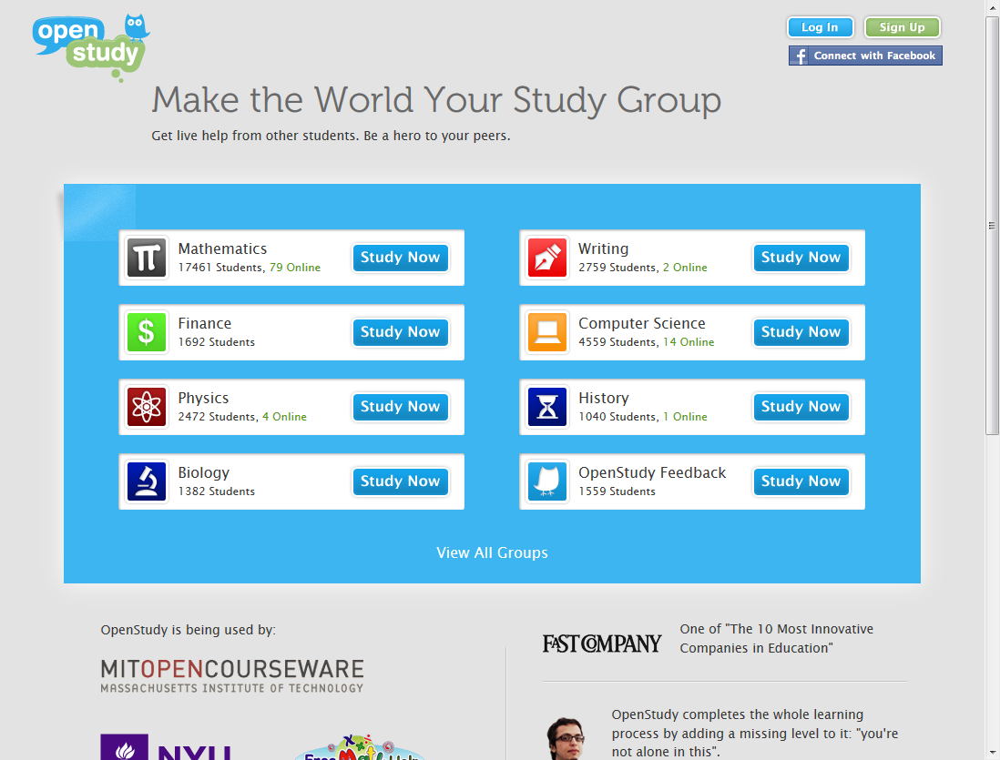 open
study
Log In
Sign Up
Connect with Facebook
Make the World Your Study Group
Get live help from other students. Be a hero to your peers.
Mathematics
17461 Students, 79 Online
Study Now
Writing
2759 Students, 2 Online
Study Now
Finance
1692 Students
Study Now
Computer Science
4559 Students, 14 Online
Study Now
Physics
2472 Students, 4 Online
Study Now
History
1040 Students, 1 Online
Study Now
Biology
1382 Students
Study Now
OpenStudy Feedback
1559 Students
Study Now
View All Groups
OpenStudy is being used by:
MITOPENCOURSEWARE
MASSACHUSETTS INSTITUTE OF TECHNOLOGY
NYU
Free Math Help
FAST COMPANY
One of "The 10 Most Innovative
Companies in Education"
OpenStudy completes the whole learning
process by adding a missing level to it: "you're
not alone in this".